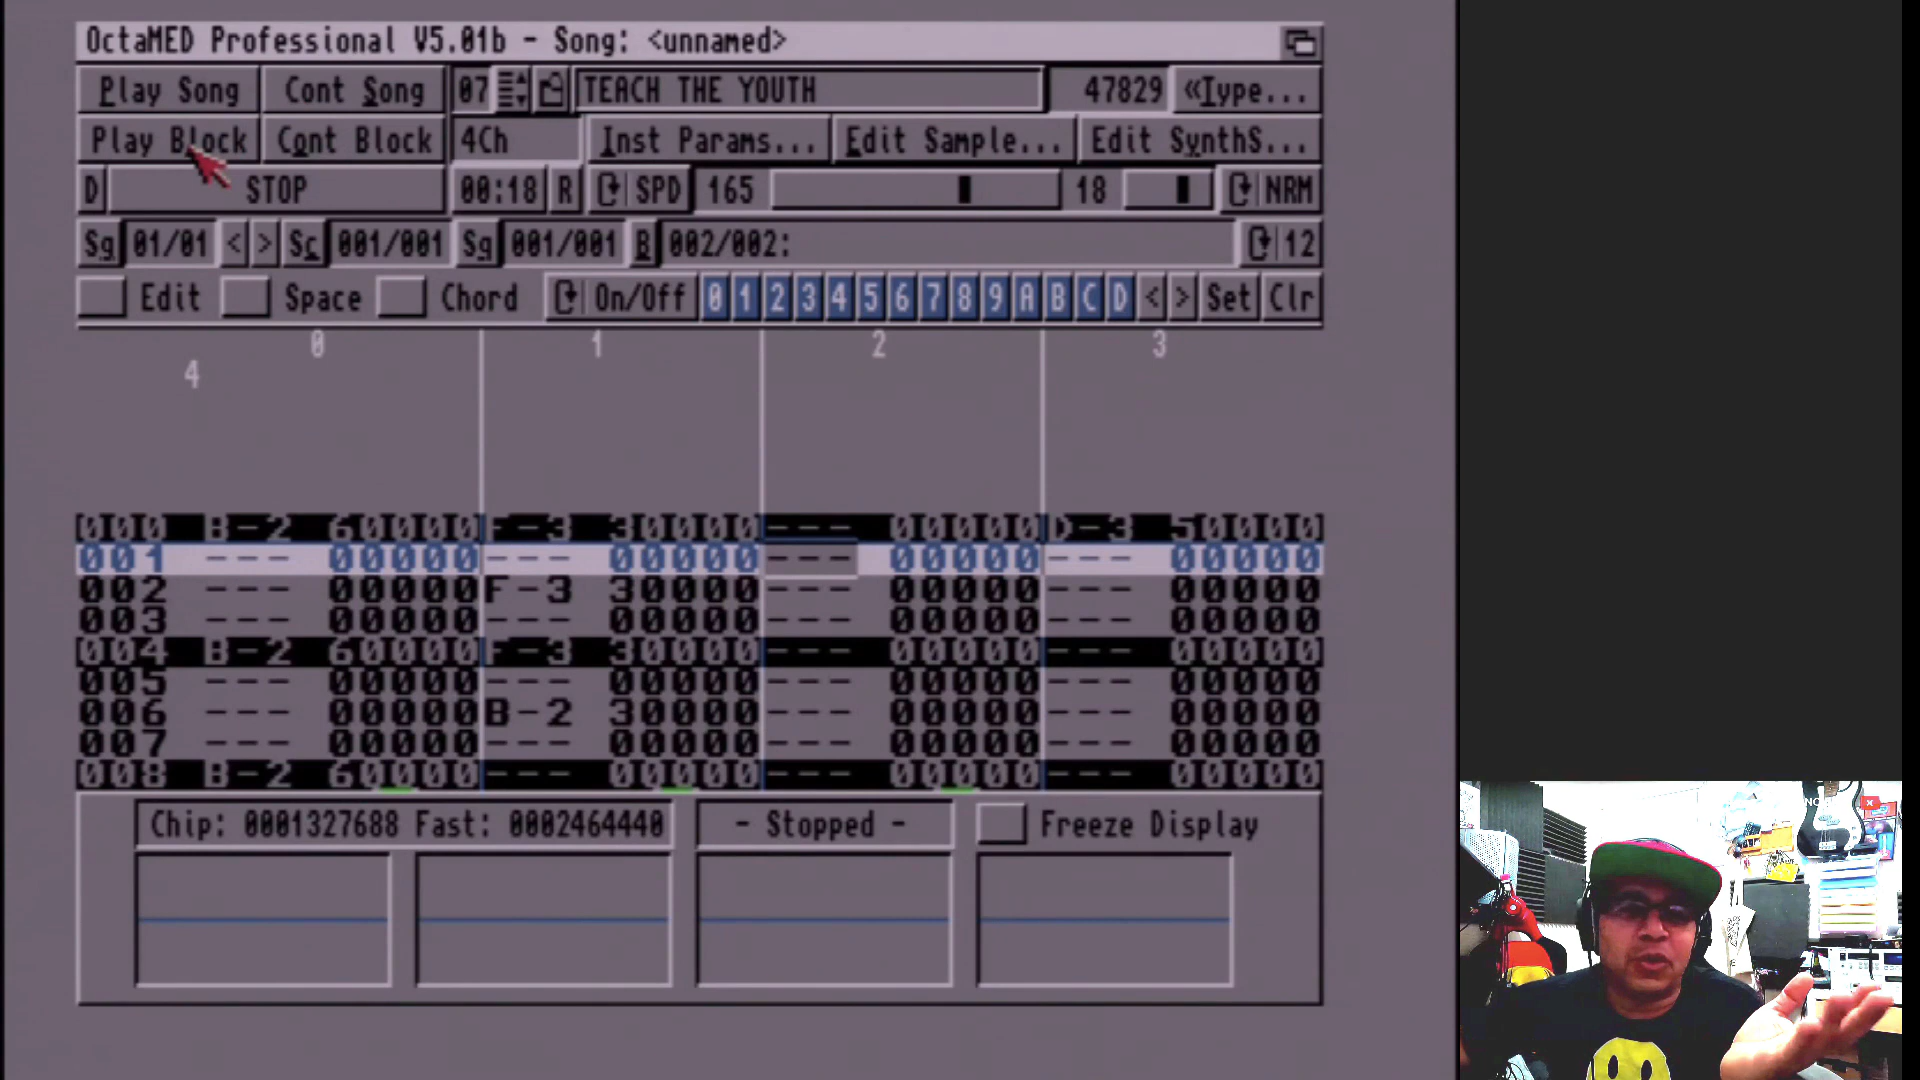 OctaMED Professional V5.01b - Song: <unnamed>
Play Song Cont Song 07 TEACH THE YOUTH 47829 «Type...
Play Block Cont Block 4Ch Inst Params... Edit Sample... Edit SynthS...
D STOP 00:18 R SPD 165 18 NRM
Sg 01/01 < > Sc 001/001 Sg 001/001 B 002/002: 12
Edit Space Chord On/Off 0 1 2 3 4 5 6 7 8 9 A B C D < > Set Clr
0 1 2 3
4
000 B-2 60000 F-3 30000 --- 00000 D-3 50000
001 --- 00000 --- 00000 --- 00000 --- 00000
002 --- 00000 F-3 30000 --- 00000 --- 00000
003 --- 00000 --- 00000 --- 00000 --- 00000
004 B-2 60000 F-3 30000 --- 00000 --- 00000
005 --- 00000 --- 00000 --- 00000 --- 00000
006 --- 00000 B-2 30000 --- 00000 --- 00000
007 --- 00000 --- 00000 --- 00000 --- 00000
008 B-2 60000 --- 00000 --- 00000 --- 00000
Chip: 0001327688 Fast: 0002464440 - Stopped - Freeze Display